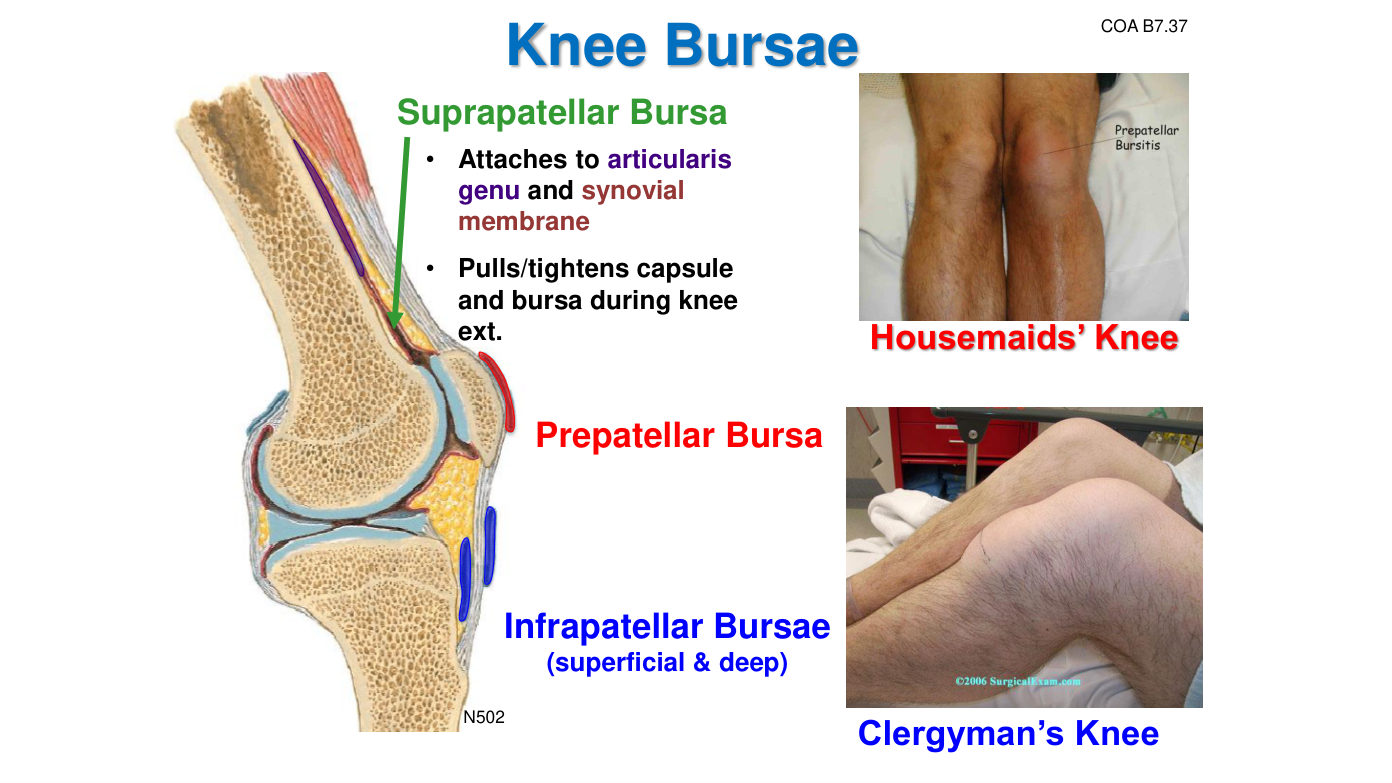 Knee Bursae
COA B7.37
Suprapatellar Bursa
• Attaches to articularis
genu and synovial
membrane
• Pulls/tightens capsule
and bursa during knee
ext.
Prepatellar
Bursitis
Housemaids’ Knee
Prepatellar Bursa
Infrapatellar Bursae
(superficial & deep)
N502
©2006 SurgicalExam.com
Clergyman’s Knee